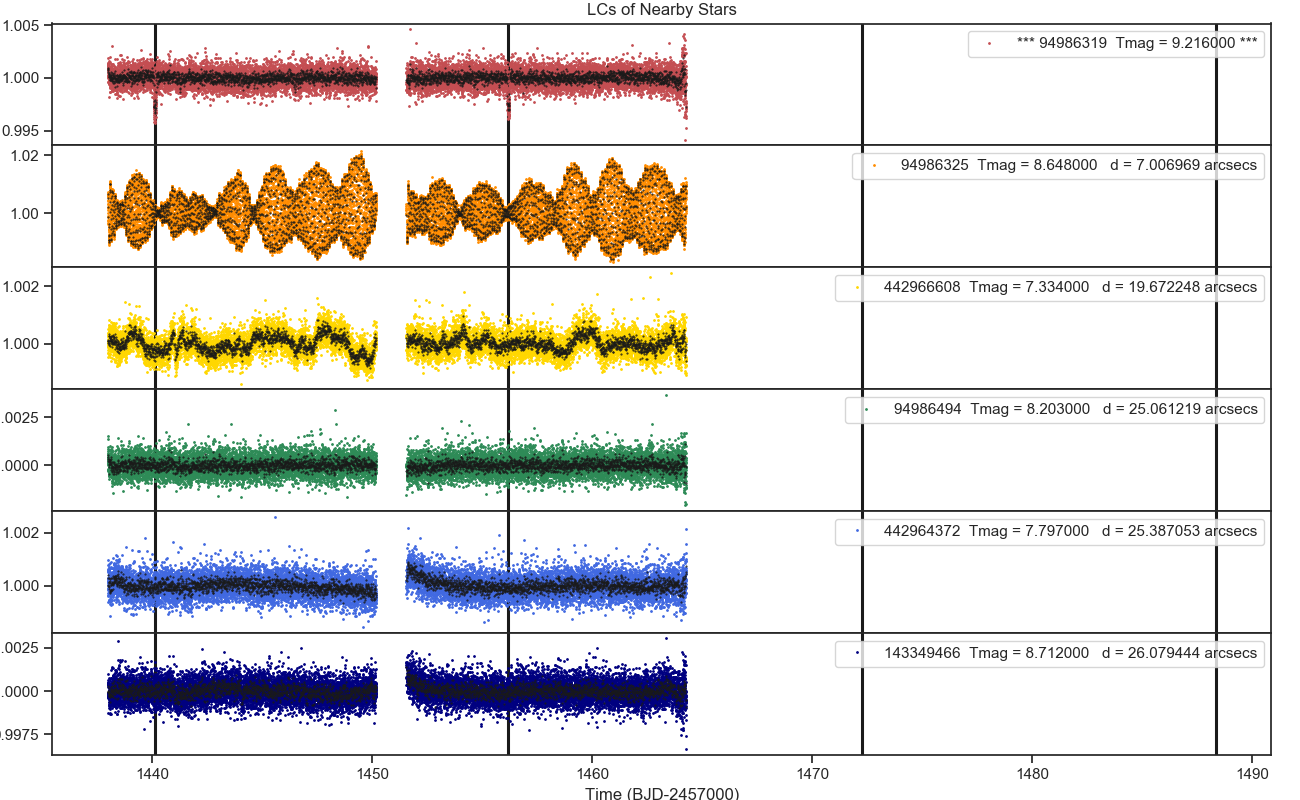 LCs of Nearby Stars
1.005
*** 94986319 Tmag = 9.216000 ***
1.000
0.995
1.02
94986325 Tmag = 8.648000 d = 7.006969 arcsecs
1.00
1.002
442966608 Tmag = 7.334000 d = 19.672248 arcsecs
1.000
.0025
94986494 Tmag = 8.203000 d = 25.061219 arcsecs
.0000
1.002
442964372 Tmag = 7.797000 d = 25.387053 arcsecs
1.000
.0025
143349466 Tmag = 8.712000 d = 26.079444 arcsecs
.0000
0.9975
1440 1450 1460 1470 1480 1490
Time (BJD-2457000)